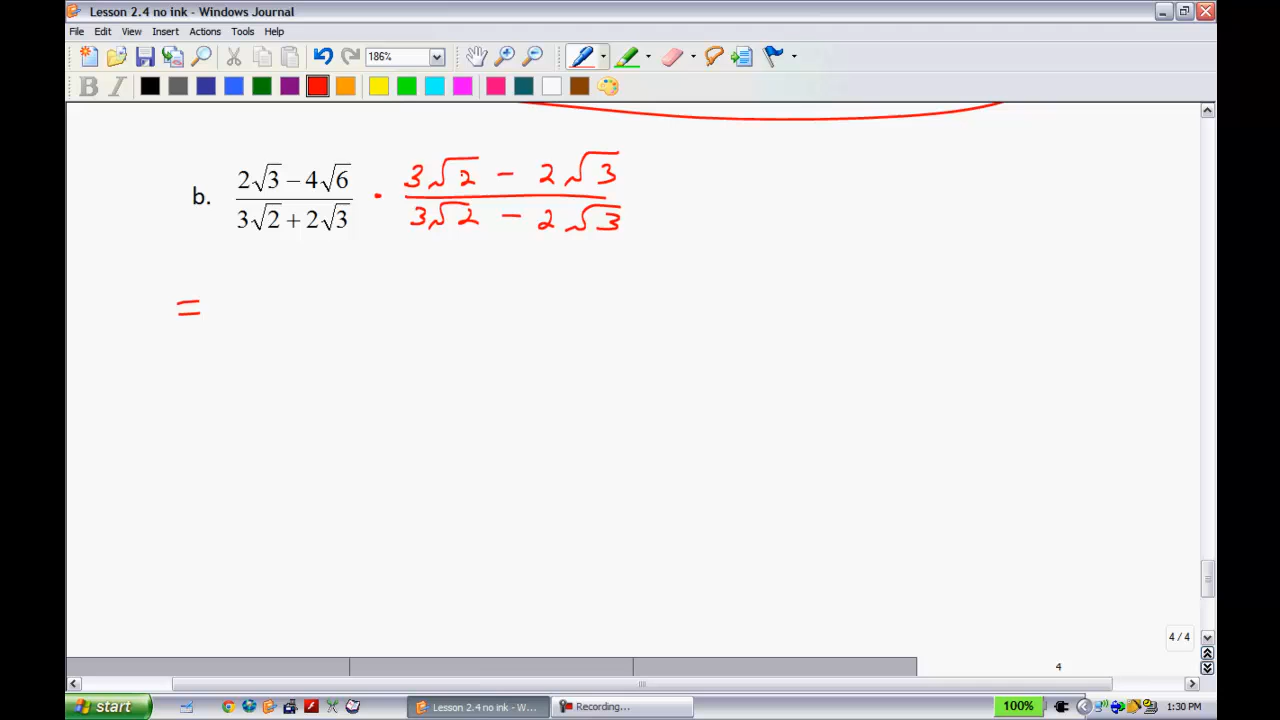 Lesson 2.4 no ink - Windows Journal
File Edit View Insert Actions Tools Help
186%
B I
b. (2√3 − 4√6)/(3√2 + 2√3) · (3√2 − 2√3)/(3√2 − 2√3)
=
4 / 4
4
start Lesson 2.4 no ink - W... Recording... 100% 1:30 PM